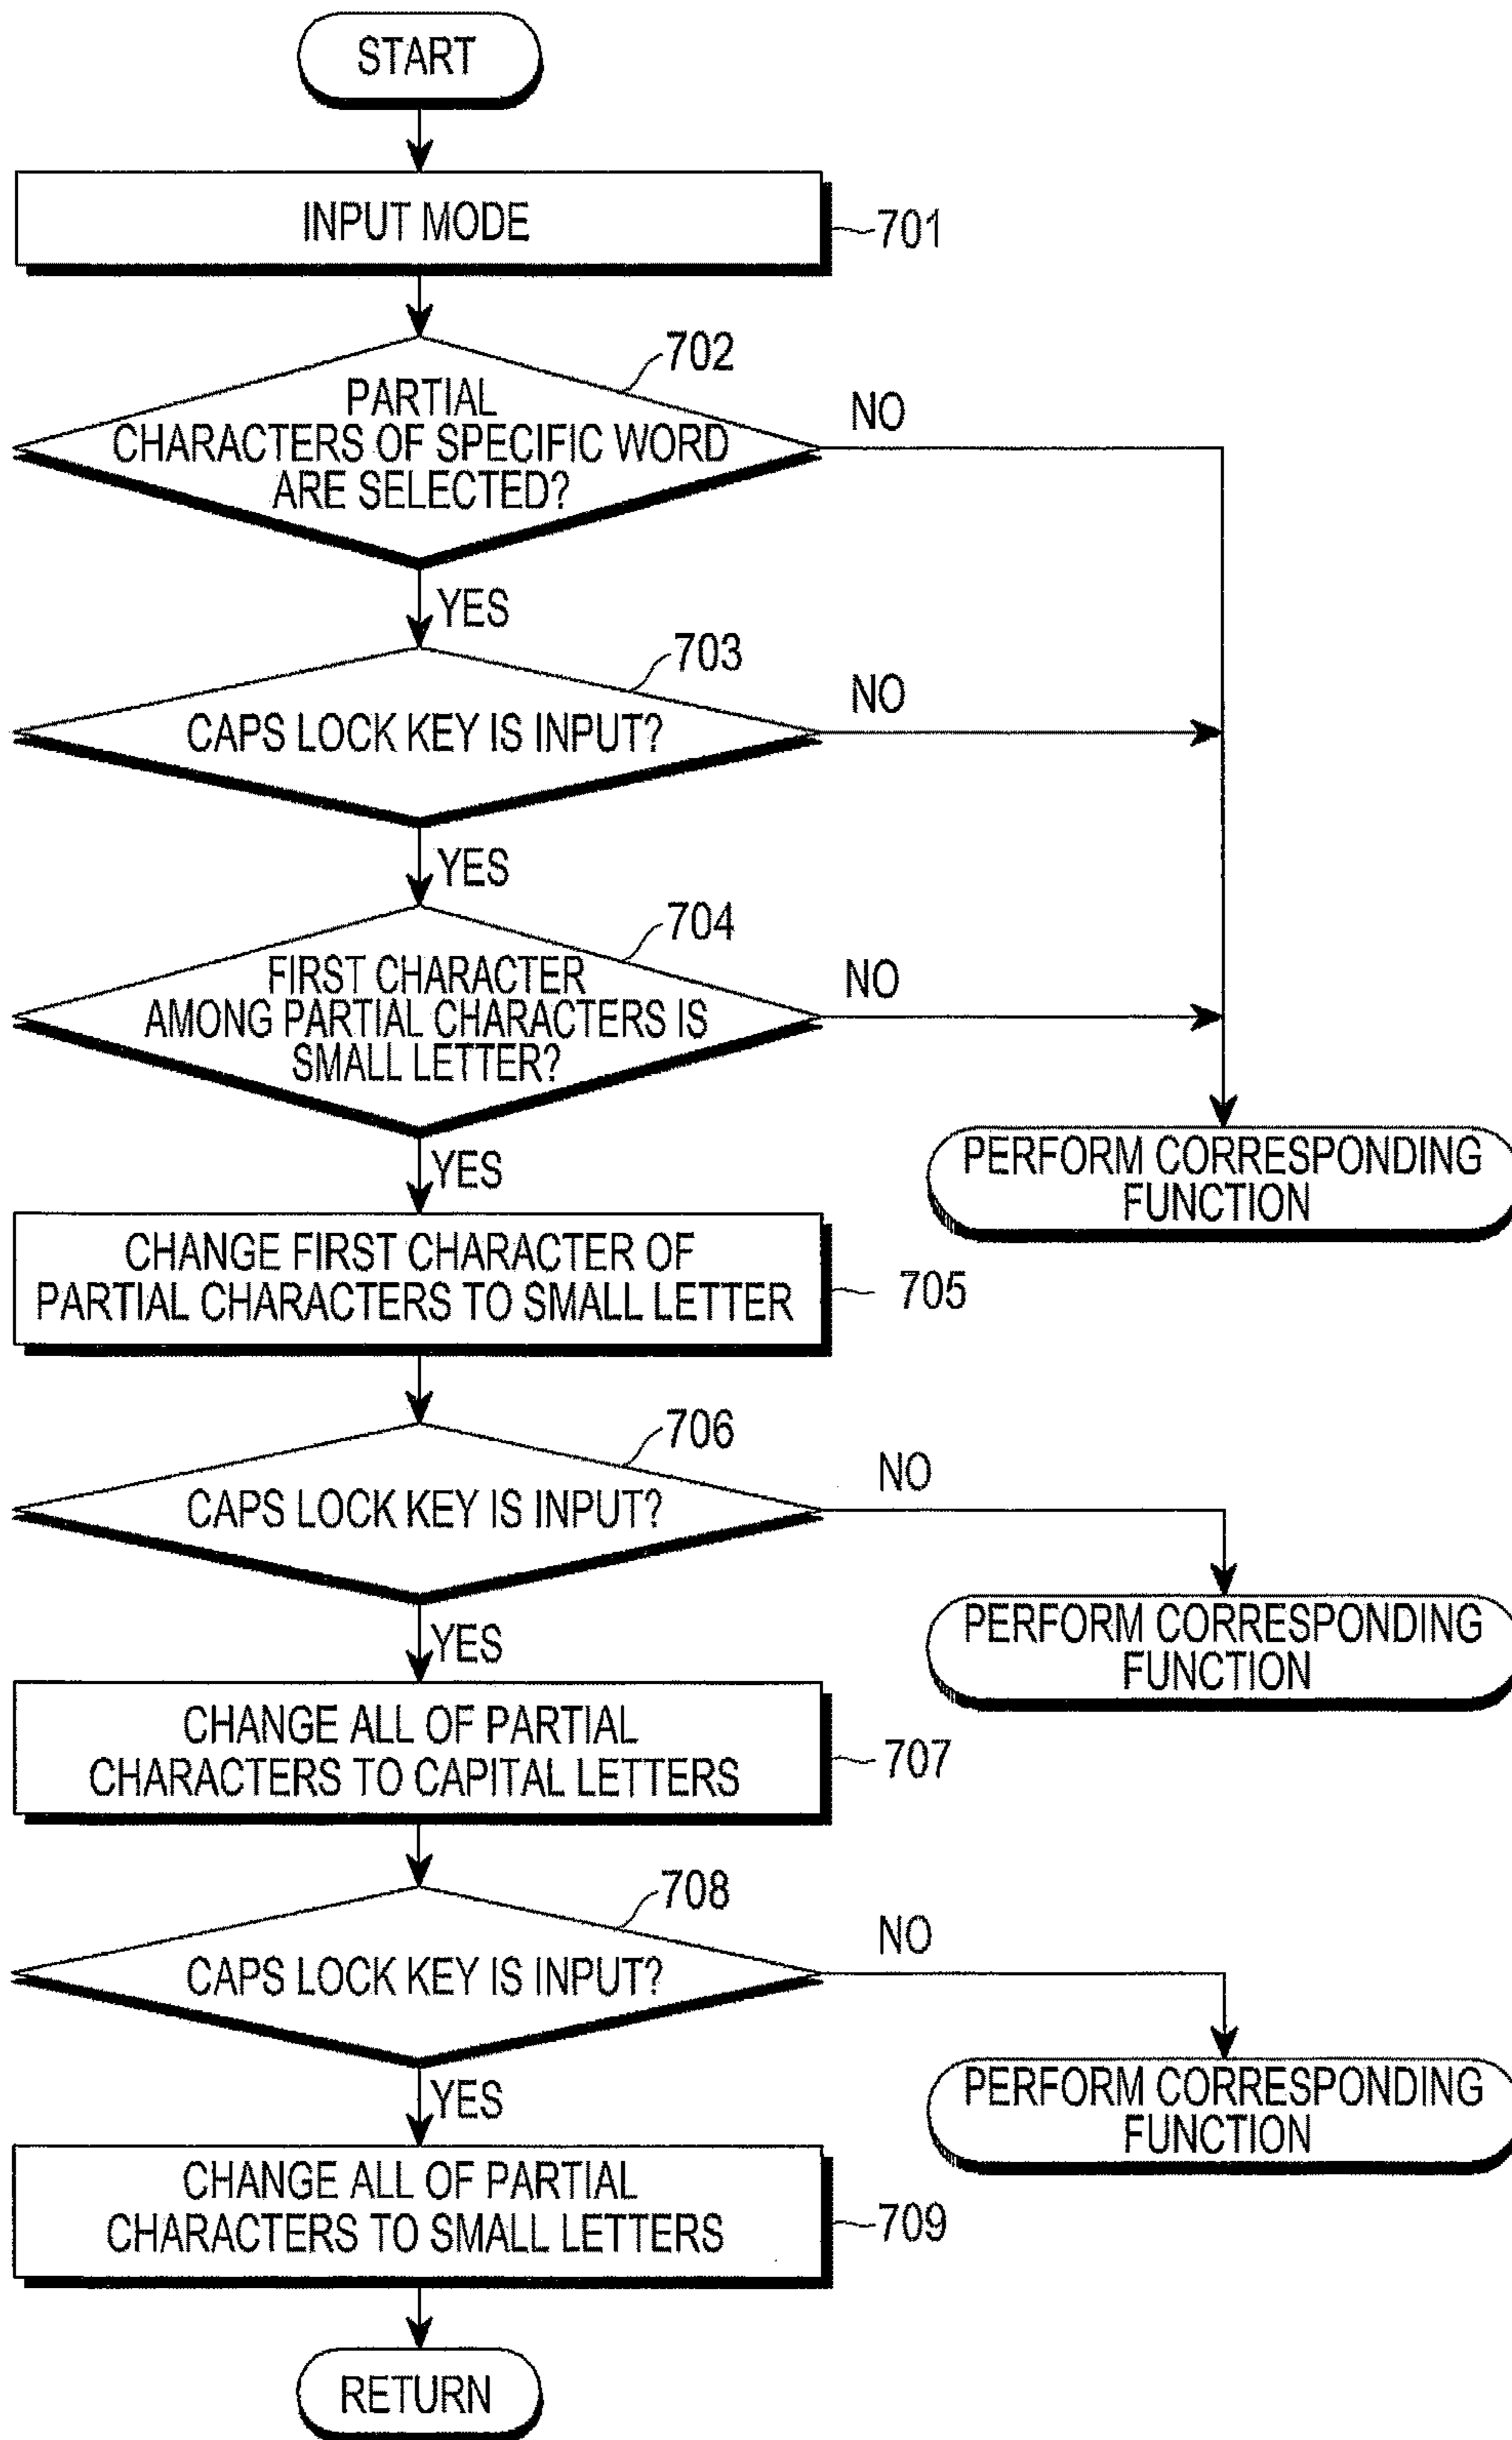 START
INPUT MODE
701
702
PARTIAL
CHARACTERS OF SPECIFIC WORD
ARE SELECTED?
NO
YES
703
CAPS LOCK KEY IS INPUT?
NO
YES
704
FIRST CHARACTER
AMONG PARTIAL CHARACTERS IS
SMALL LETTER?
NO
YES
PERFORM CORRESPONDING
FUNCTION
CHANGE FIRST CHARACTER OF
PARTIAL CHARACTERS TO SMALL LETTER
705
706
CAPS LOCK KEY IS INPUT?
NO
YES
PERFORM CORRESPONDING
FUNCTION
CHANGE ALL OF PARTIAL
CHARACTERS TO CAPITAL LETTERS
707
708
CAPS LOCK KEY IS INPUT?
NO
YES
PERFORM CORRESPONDING
FUNCTION
CHANGE ALL OF PARTIAL
CHARACTERS TO SMALL LETTERS
709
RETURN